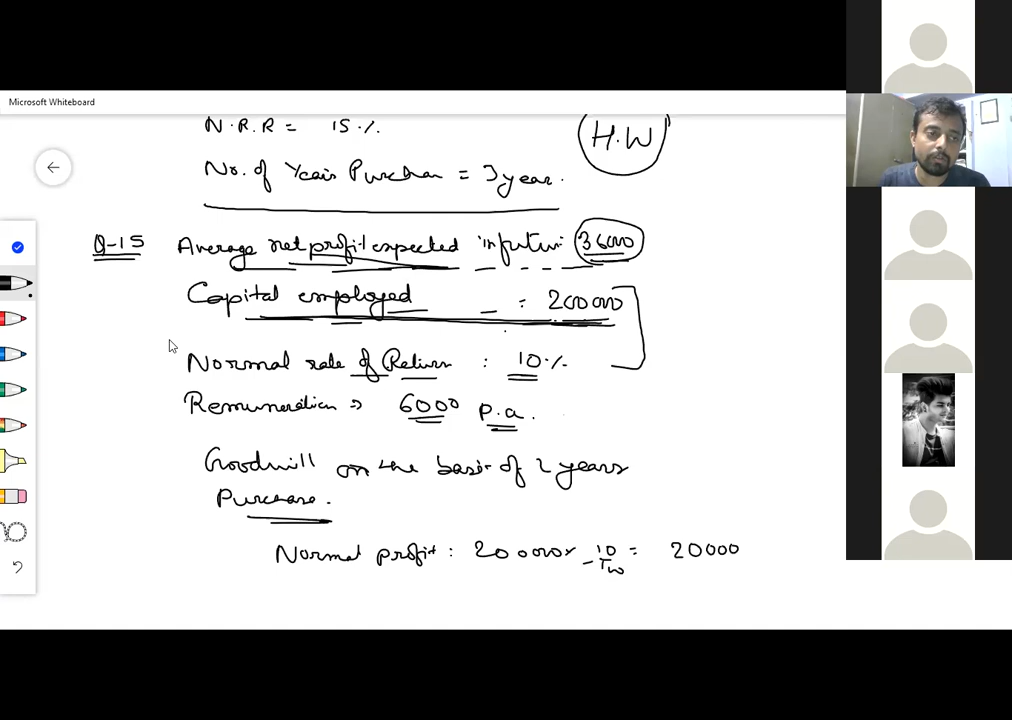 Microsoft Whiteboard
N.R.R = 15 %
H.W
No. of Years Purchase = 3 year.
Q-15 Average net profit expected in future: 36000
Capital employed = 200000
Normal rate of Return : 10 %
Remuneration ⇒ 6000 p.a.
Goodwill on the basis of 2 years
Purchase.
Normal profit : 200000 x 10/100 = 20000